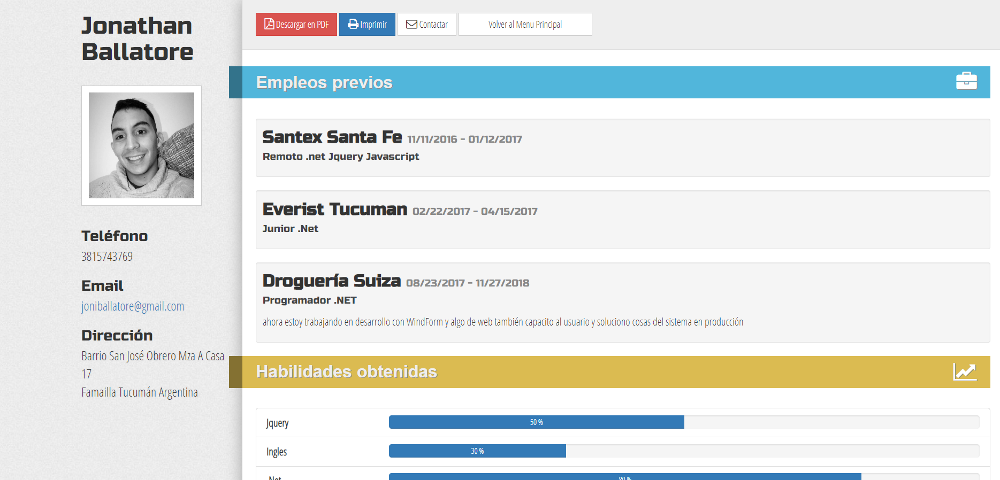 Jonathan
Ballatore
Teléfono
3815743769
Email
joniballatore@gmail.com
Dirección
Barrio San José Obrero Mza A Casa
17
Famailla Tucumán Argentina
Descargar en PDF
Imprimir
Contactar
Volver al Menu Principal
Empleos previos
Santex Santa Fe 11/11/2016 - 01/12/2017
Remoto .net Jquery Javascript
Everist Tucuman 02/22/2017 - 04/15/2017
Junior .Net
Droguería Suiza 08/23/2017 - 11/27/2018
Programador .NET
ahora estoy trabajando en desarrollo con WindForm y algo de web también capacito al usuario y soluciono cosas del sistema en producción
Habilidades obtenidas
Jquery 50 %
Ingles 30 %
.Net 80 %